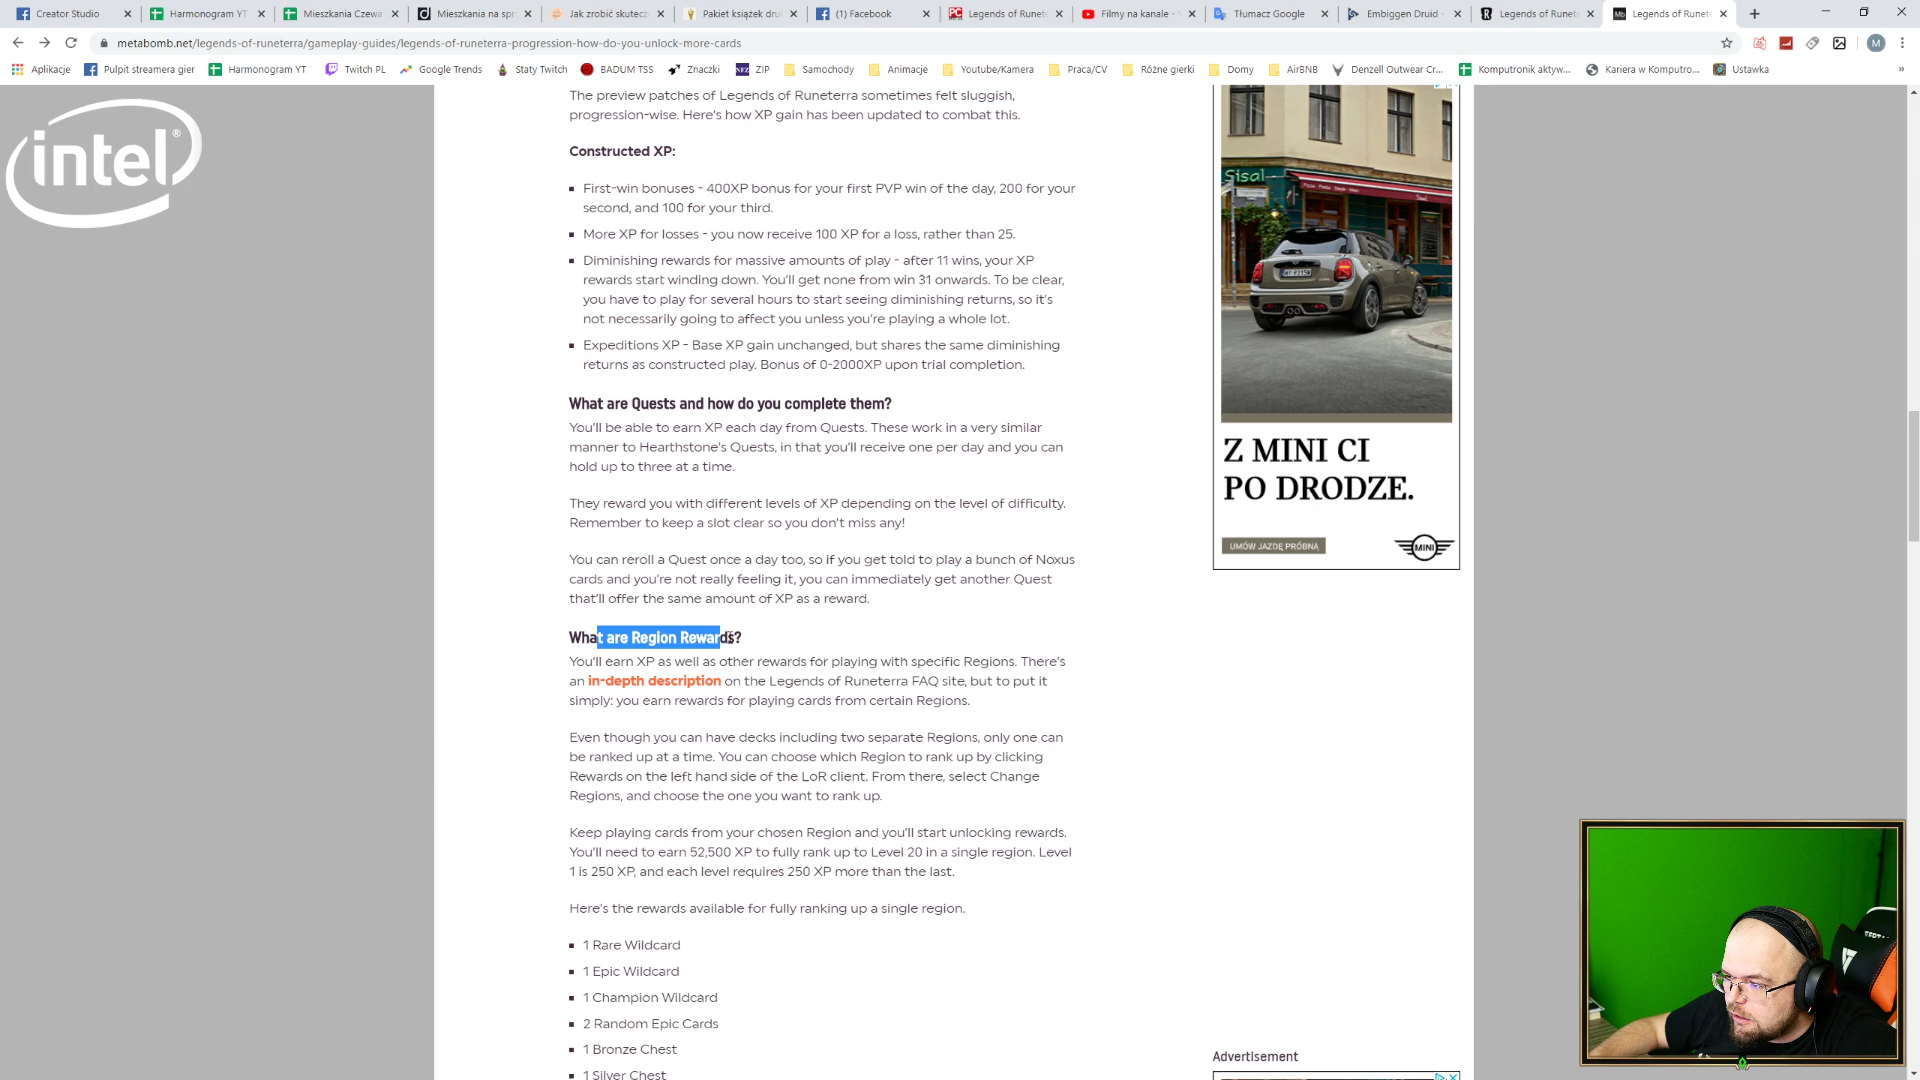 Creator Studio
Harmonogram YT
Mieszkania Czewa
Mieszkania na spr
Jak zrobić skutecz
Pakiet książek dru
(1) Facebook
Legends of Runete
Filmy na kanale - Y
Tłumacz Google
Embiggen Druid -
Legends of Runet
Legends of Runet
metabomb.net/legends-of-runeterra/gameplay-guides/legends-of-runeterra-progression-how-do-you-unlock-more-cards
M
Aplikacje
Pulpit streamera gier
Harmonogram YT
Twitch PL
Google Trends
Staty Twitch
BADUM TSS
Znaczki
ZIP
Samochody
Animacje
Youtube/Kamera
Praca/CV
Różne gierki
Domy
AirBNB
Denzell Outwear Cr...
Komputronik aktyw...
Kariera w Komputro...
Ustawka
»
intel®
The preview patches of Legends of Runeterra sometimes felt sluggish,
progression-wise. Here's how XP gain has been updated to combat this.
Constructed XP:
First-win bonuses - 400XP bonus for your first PVP win of the day, 200 for your
second, and 100 for your third.
More XP for losses - you now receive 100 XP for a loss, rather than 25.
Diminishing rewards for massive amounts of play - after 11 wins, your XP
rewards start winding down. You'll get none from win 31 onwards. To be clear,
you have to play for several hours to start seeing diminishing returns, so it's
not necessarily going to affect you unless you're playing a whole lot.
Expeditions XP - Base XP gain unchanged, but shares the same diminishing
returns as constructed play. Bonus of 0-2000XP upon trial completion.
What are Quests and how do you complete them?
You'll be able to earn XP each day from Quests. These work in a very similar
manner to Hearthstone's Quests, in that you'll receive one per day and you can
hold up to three at a time.
They reward you with different levels of XP depending on the level of difficulty.
Remember to keep a slot clear so you don't miss any!
You can reroll a Quest once a day too, so if you get told to play a bunch of Noxus
cards and you're not really feeling it, you can immediately get another Quest
that'll offer the same amount of XP as a reward.
What are Region Rewards?
You'll earn XP as well as other rewards for playing with specific Regions. There's
an in-depth description on the Legends of Runeterra FAQ site, but to put it
simply: you earn rewards for playing cards from certain Regions.
Even though you can have decks including two separate Regions, only one can
be ranked up at a time. You can choose which Region to rank up by clicking
Rewards on the left hand side of the LoR client. From there, select Change
Regions, and choose the one you want to rank up.
Keep playing cards from your chosen Region and you'll start unlocking rewards.
You'll need to earn 52,500 XP to fully rank up to Level 20 in a single region. Level
1 is 250 XP, and each level requires 250 XP more than the last.
Here's the rewards available for fully ranking up a single region.
1 Rare Wildcard
1 Epic Wildcard
1 Champion Wildcard
2 Random Epic Cards
1 Bronze Chest
1 Silver Chest
Sisal
Z MINI CI
PO DRODZE.
UMÓW JAZDĘ PRÓBNĄ
MINI
Advertisement